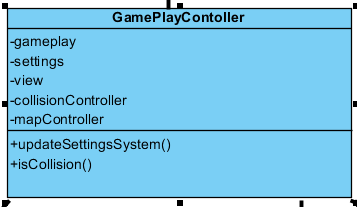 GamePlayContoller
-gameplay
-settings
-view
-collisionController
-mapController
+updateSettingsSystem()
+isCollision()